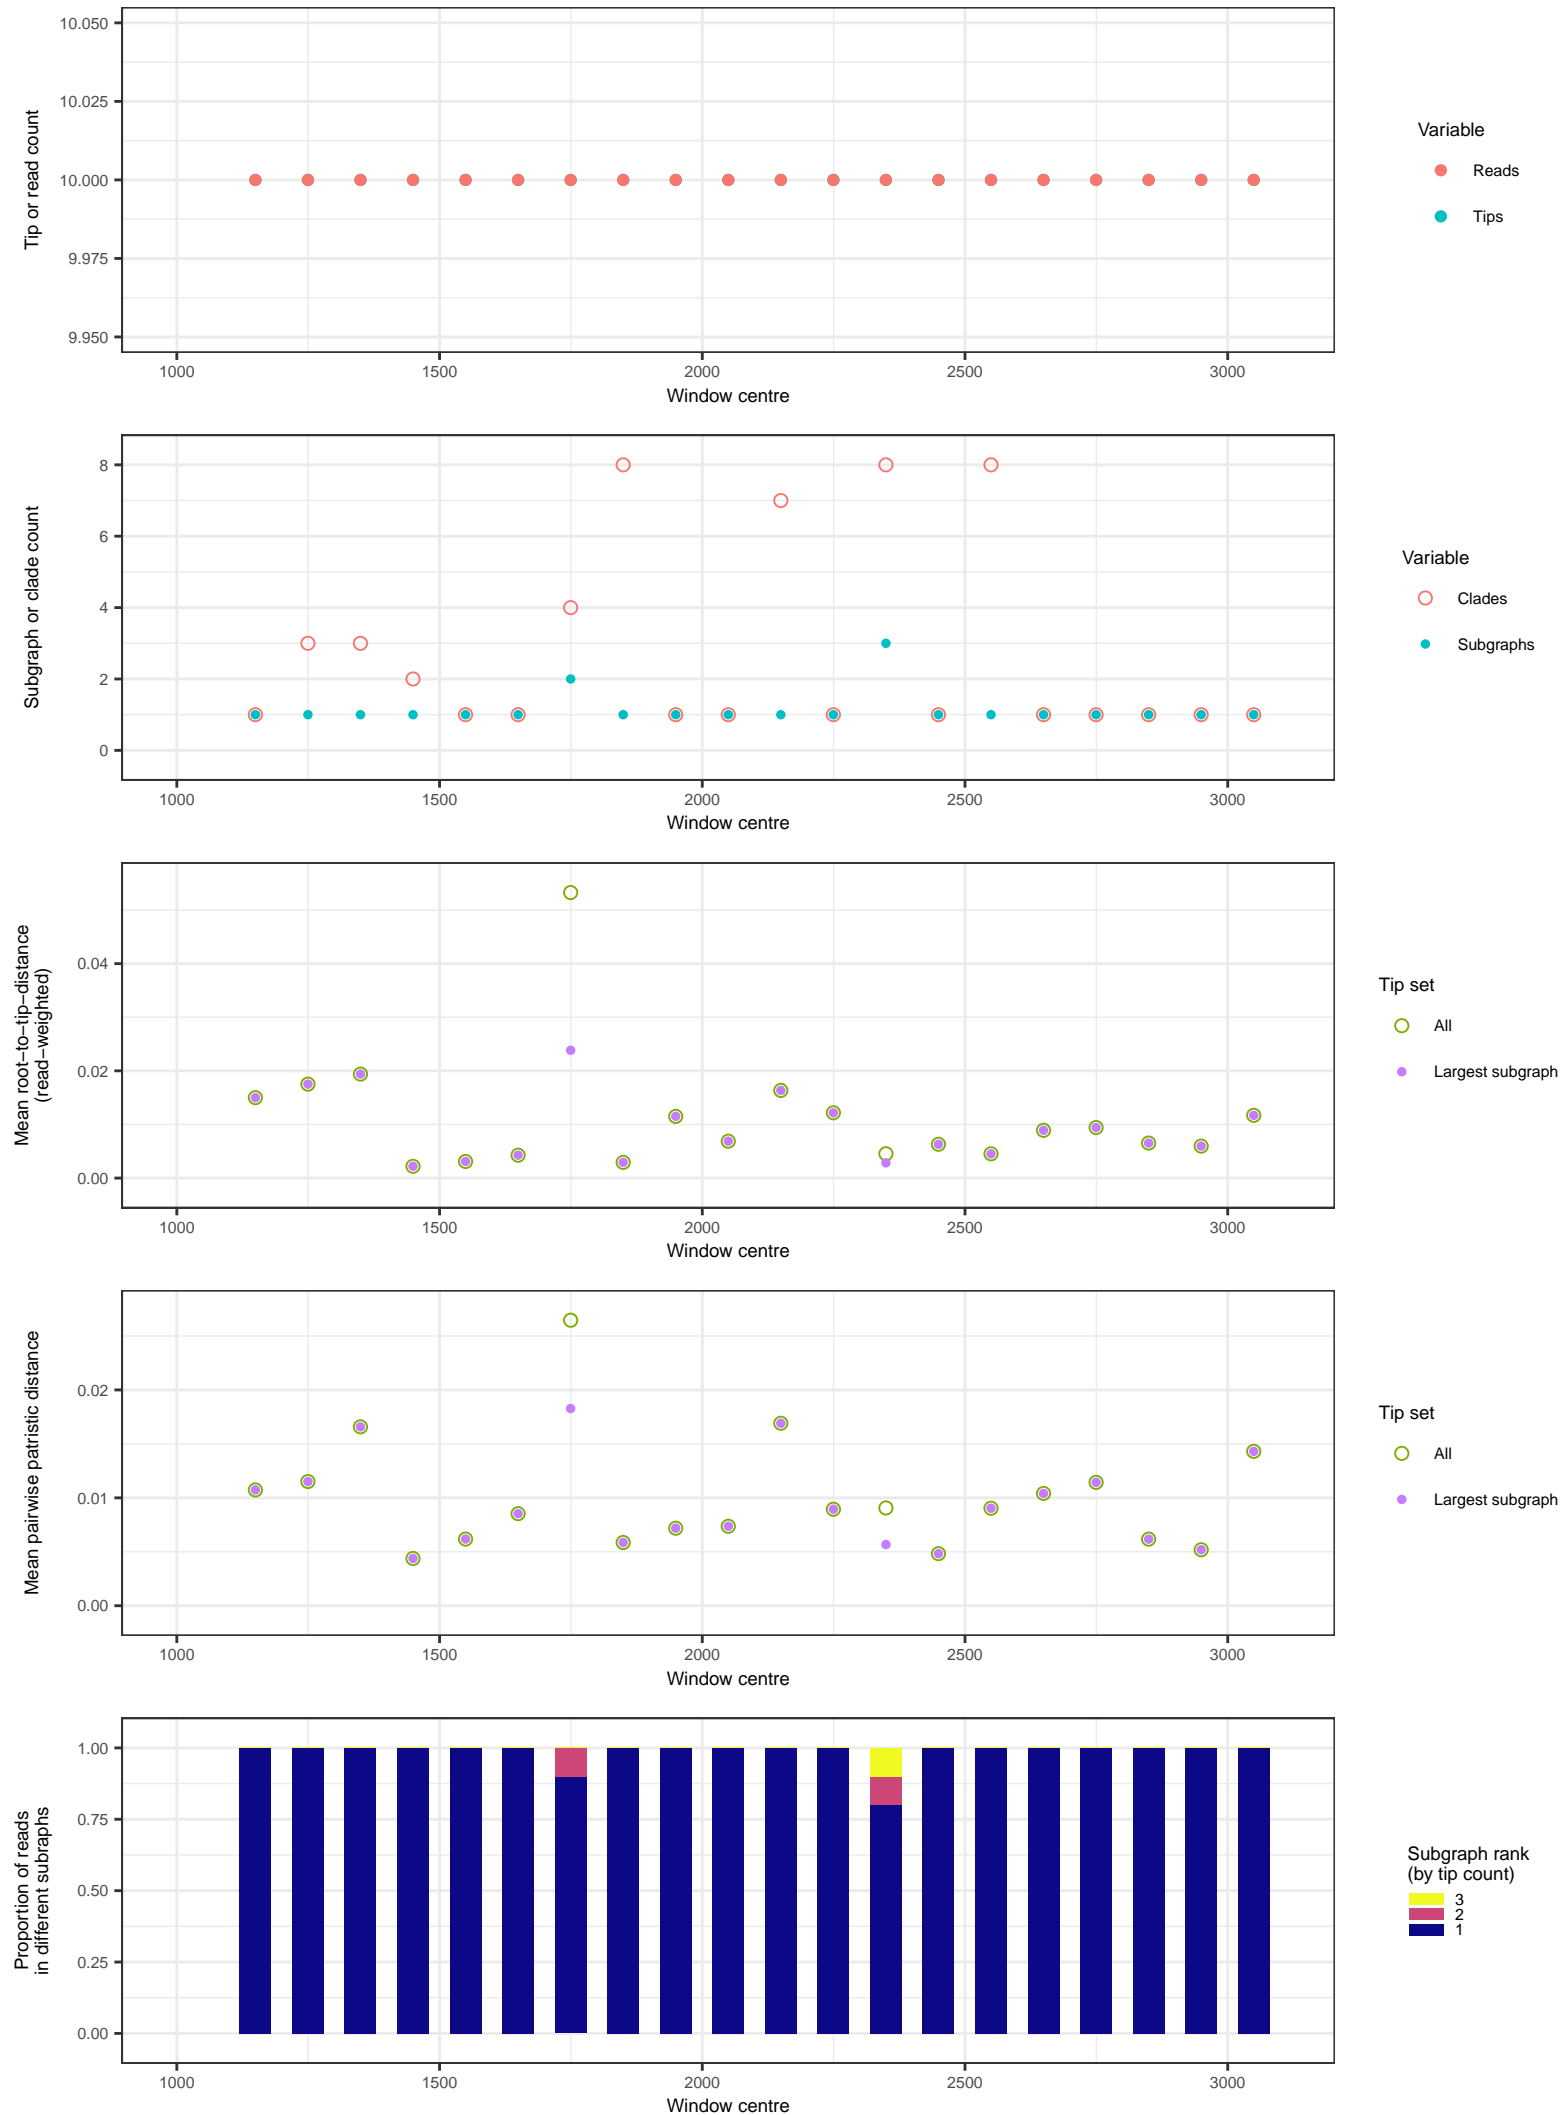 10.050
10.025
10.000
9.975
9.950
Tip or read count
1000 1500 2000 2500 3000
Window centre
Variable
Reads
Tips
8
6
4
2
0
Subgraph or clade count
1000 1500 2000 2500 3000
Window centre
Variable
Clades
Subgraphs
0.04
0.02
0.00
Mean root−to−tip−distance
(read−weighted)
1000 1500 2000 2500 3000
Window centre
Tip set
All
Largest subgraph
0.02
0.01
0.00
Mean pairwise patristic distance
1000 1500 2000 2500 3000
Window centre
Tip set
All
Largest subgraph
1.00
0.75
0.50
0.25
0.00
Proportion of reads
in different subraphs
1000 1500 2000 2500 3000
Window centre
Subgraph rank
(by tip count)
3
2
1